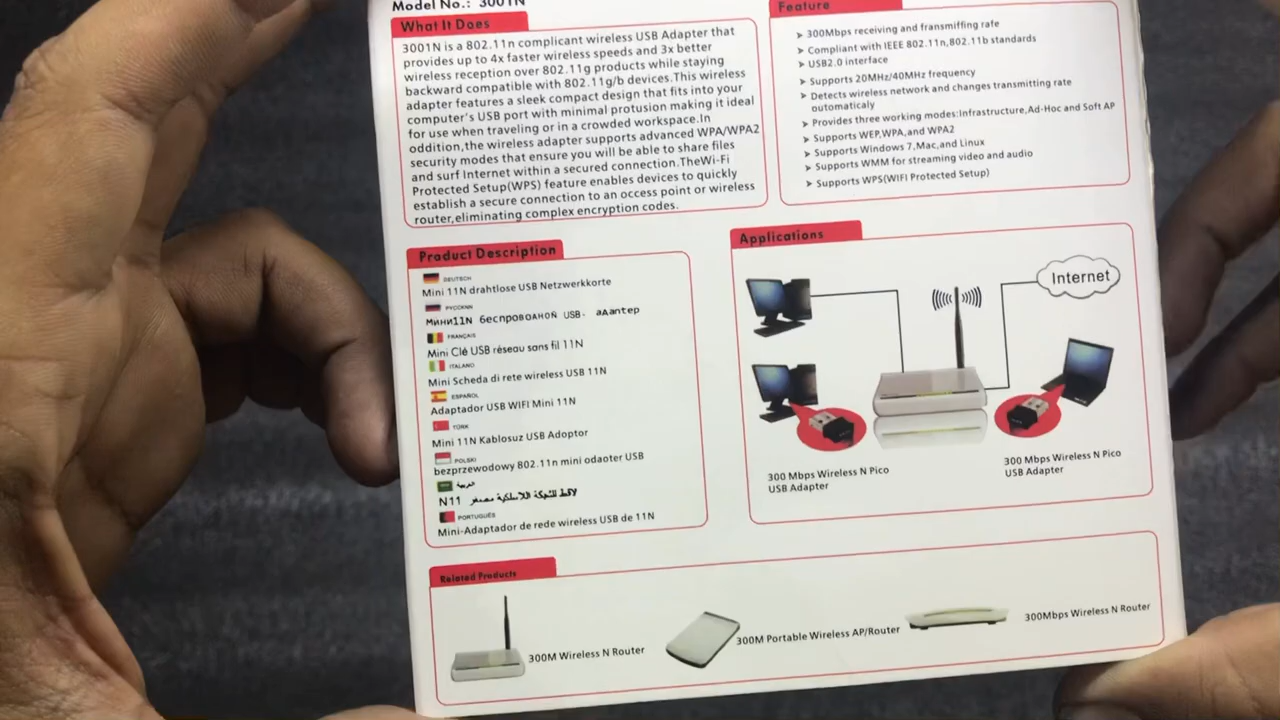 Model No.: 3001N
What It Does
3001N is a 802.11n complicant wireless USB Adapter that
provides up to 4x faster wireless speeds and 3x better
wireless reception over 802.11g products while staying
backward compatible with 802.11g/b devices.This wireless
adapter features a sleek compact design that fits into your
computer's USB port with minimal protusion making it ideal
for use when traveling or in a crowded workspace.In
oddition,the wireless adapter supports advanced WPA/WPA2
security modes that ensure you will be able to share files
and surf Internet within a secured connection.TheWi-Fi
Protected Setup(WPS) feature enables devices to quickly
establish a secure connection to an occess point or wireless
router,eliminating complex encryption codes.
Feature
➤ 300Mbps receiving and fransmiffing rafe
➤ Compliant with IEEE 802.11n,802.11b standards
➤ USB2.0 interface
➤ Supports 20MHz/40MHz frequency
➤ Detects wireless network and changes transmitting rate
outomaticaly
➤ Provides three working modes:Infrastructure,Ad-Hoc and Soft AP
➤ Supports WEP,WPA,and WPA2
➤ Supports Windows 7,Mac,and Linux
➤ Supports WMM for streaming video and audio
➤ Supports WPS(WIFI Protected Setup)
Product Description
DEUTSCH
Mini 11N drahtlose USB Netzwerkkorte
РУССКNN
Мини11N беспроводной USB- адаптер
FRANÇAIS
Mini Clé USB réseau sans fil 11N
ITALANO
Mini Scheda di rete wireless USB 11N
ESPAÑOL
Adaptador USB WIFI Mini 11N
TÜRK
Mini 11N Kablosuz USB Adoptor
POLSKI
bezprzewodowy 802.11n mini odaoter USB
العربية
N11 لاقط للشبكة اللاسلكية مصغر
PORTUGUÊS
Mini-Adaptador de rede wireless USB de 11N
Applications
Internet
300 Mbps Wireless N Pico
USB Adapter
300 Mbps Wireless N Pico
USB Adapter
Related Products
300M Wireless N Router
300M Portable Wireless AP/Router
300Mbps Wireless N Router